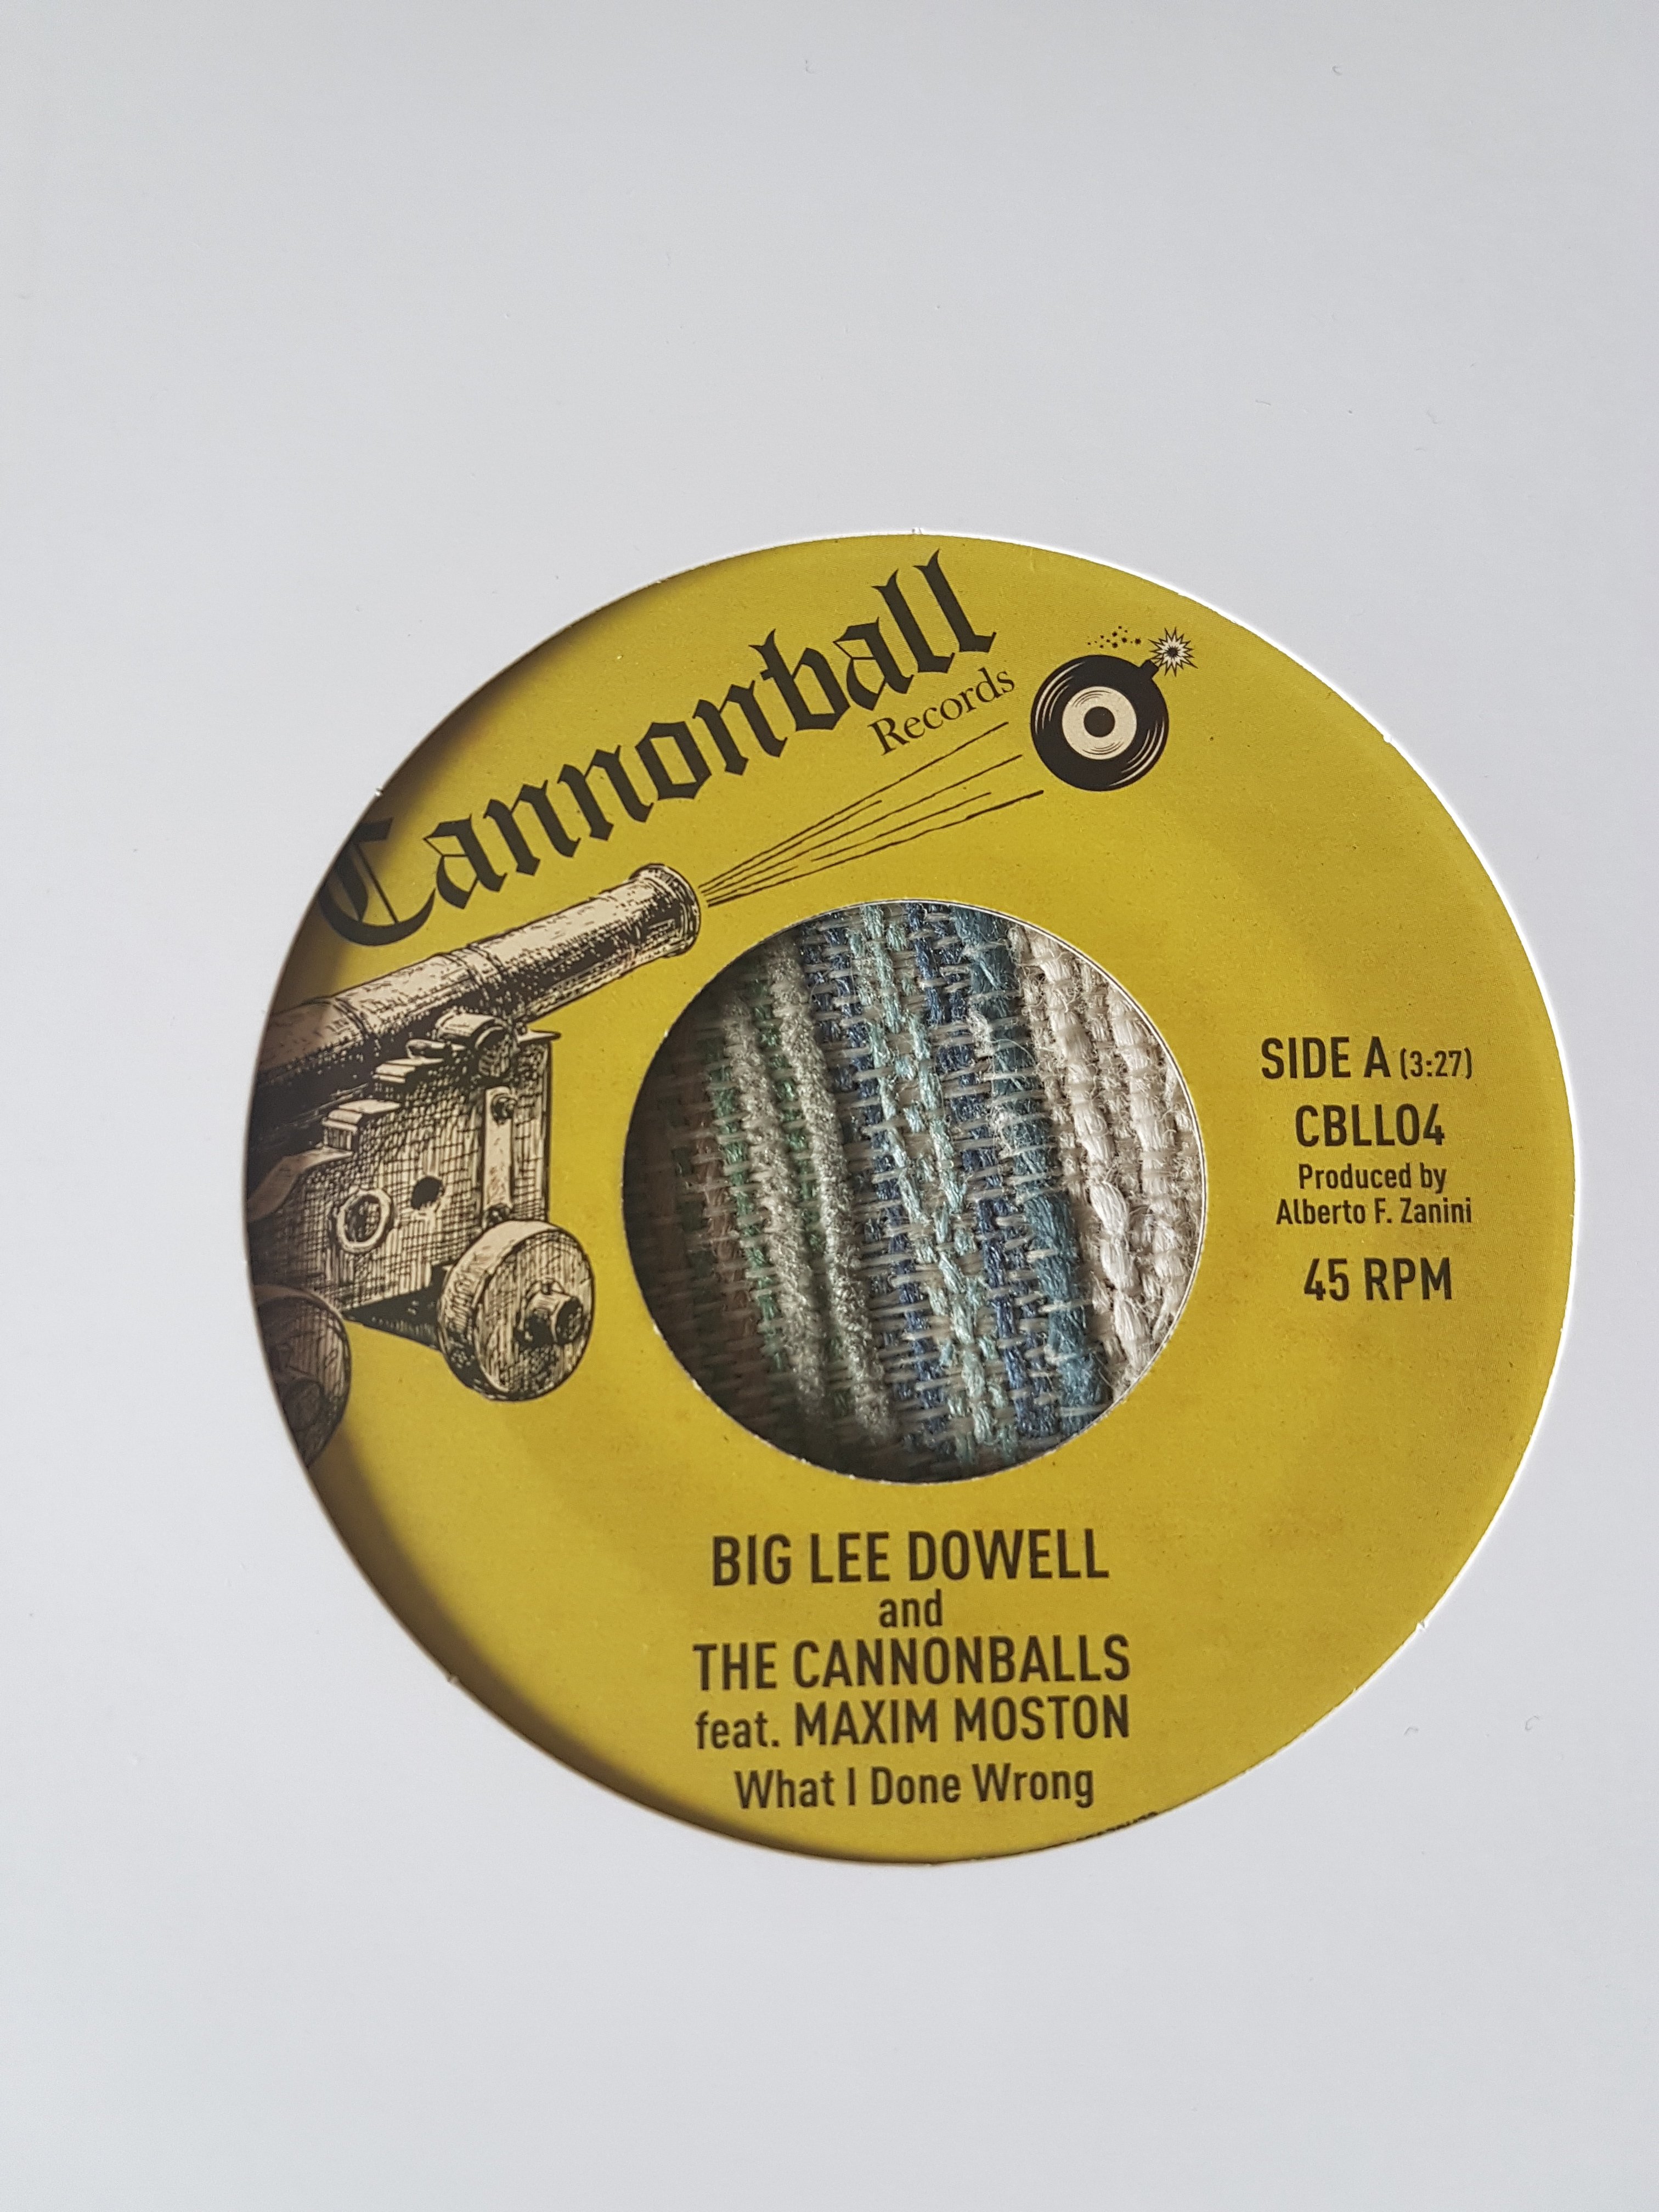 Cannonball
Records
SIDE A (3:27)
CBLL04
Produced by
Alberto F. Zanini
45 RPM
BIG LEE DOWELL
and
THE CANNONBALLS
feat. MAXIM MOSTON
What I Done Wrong